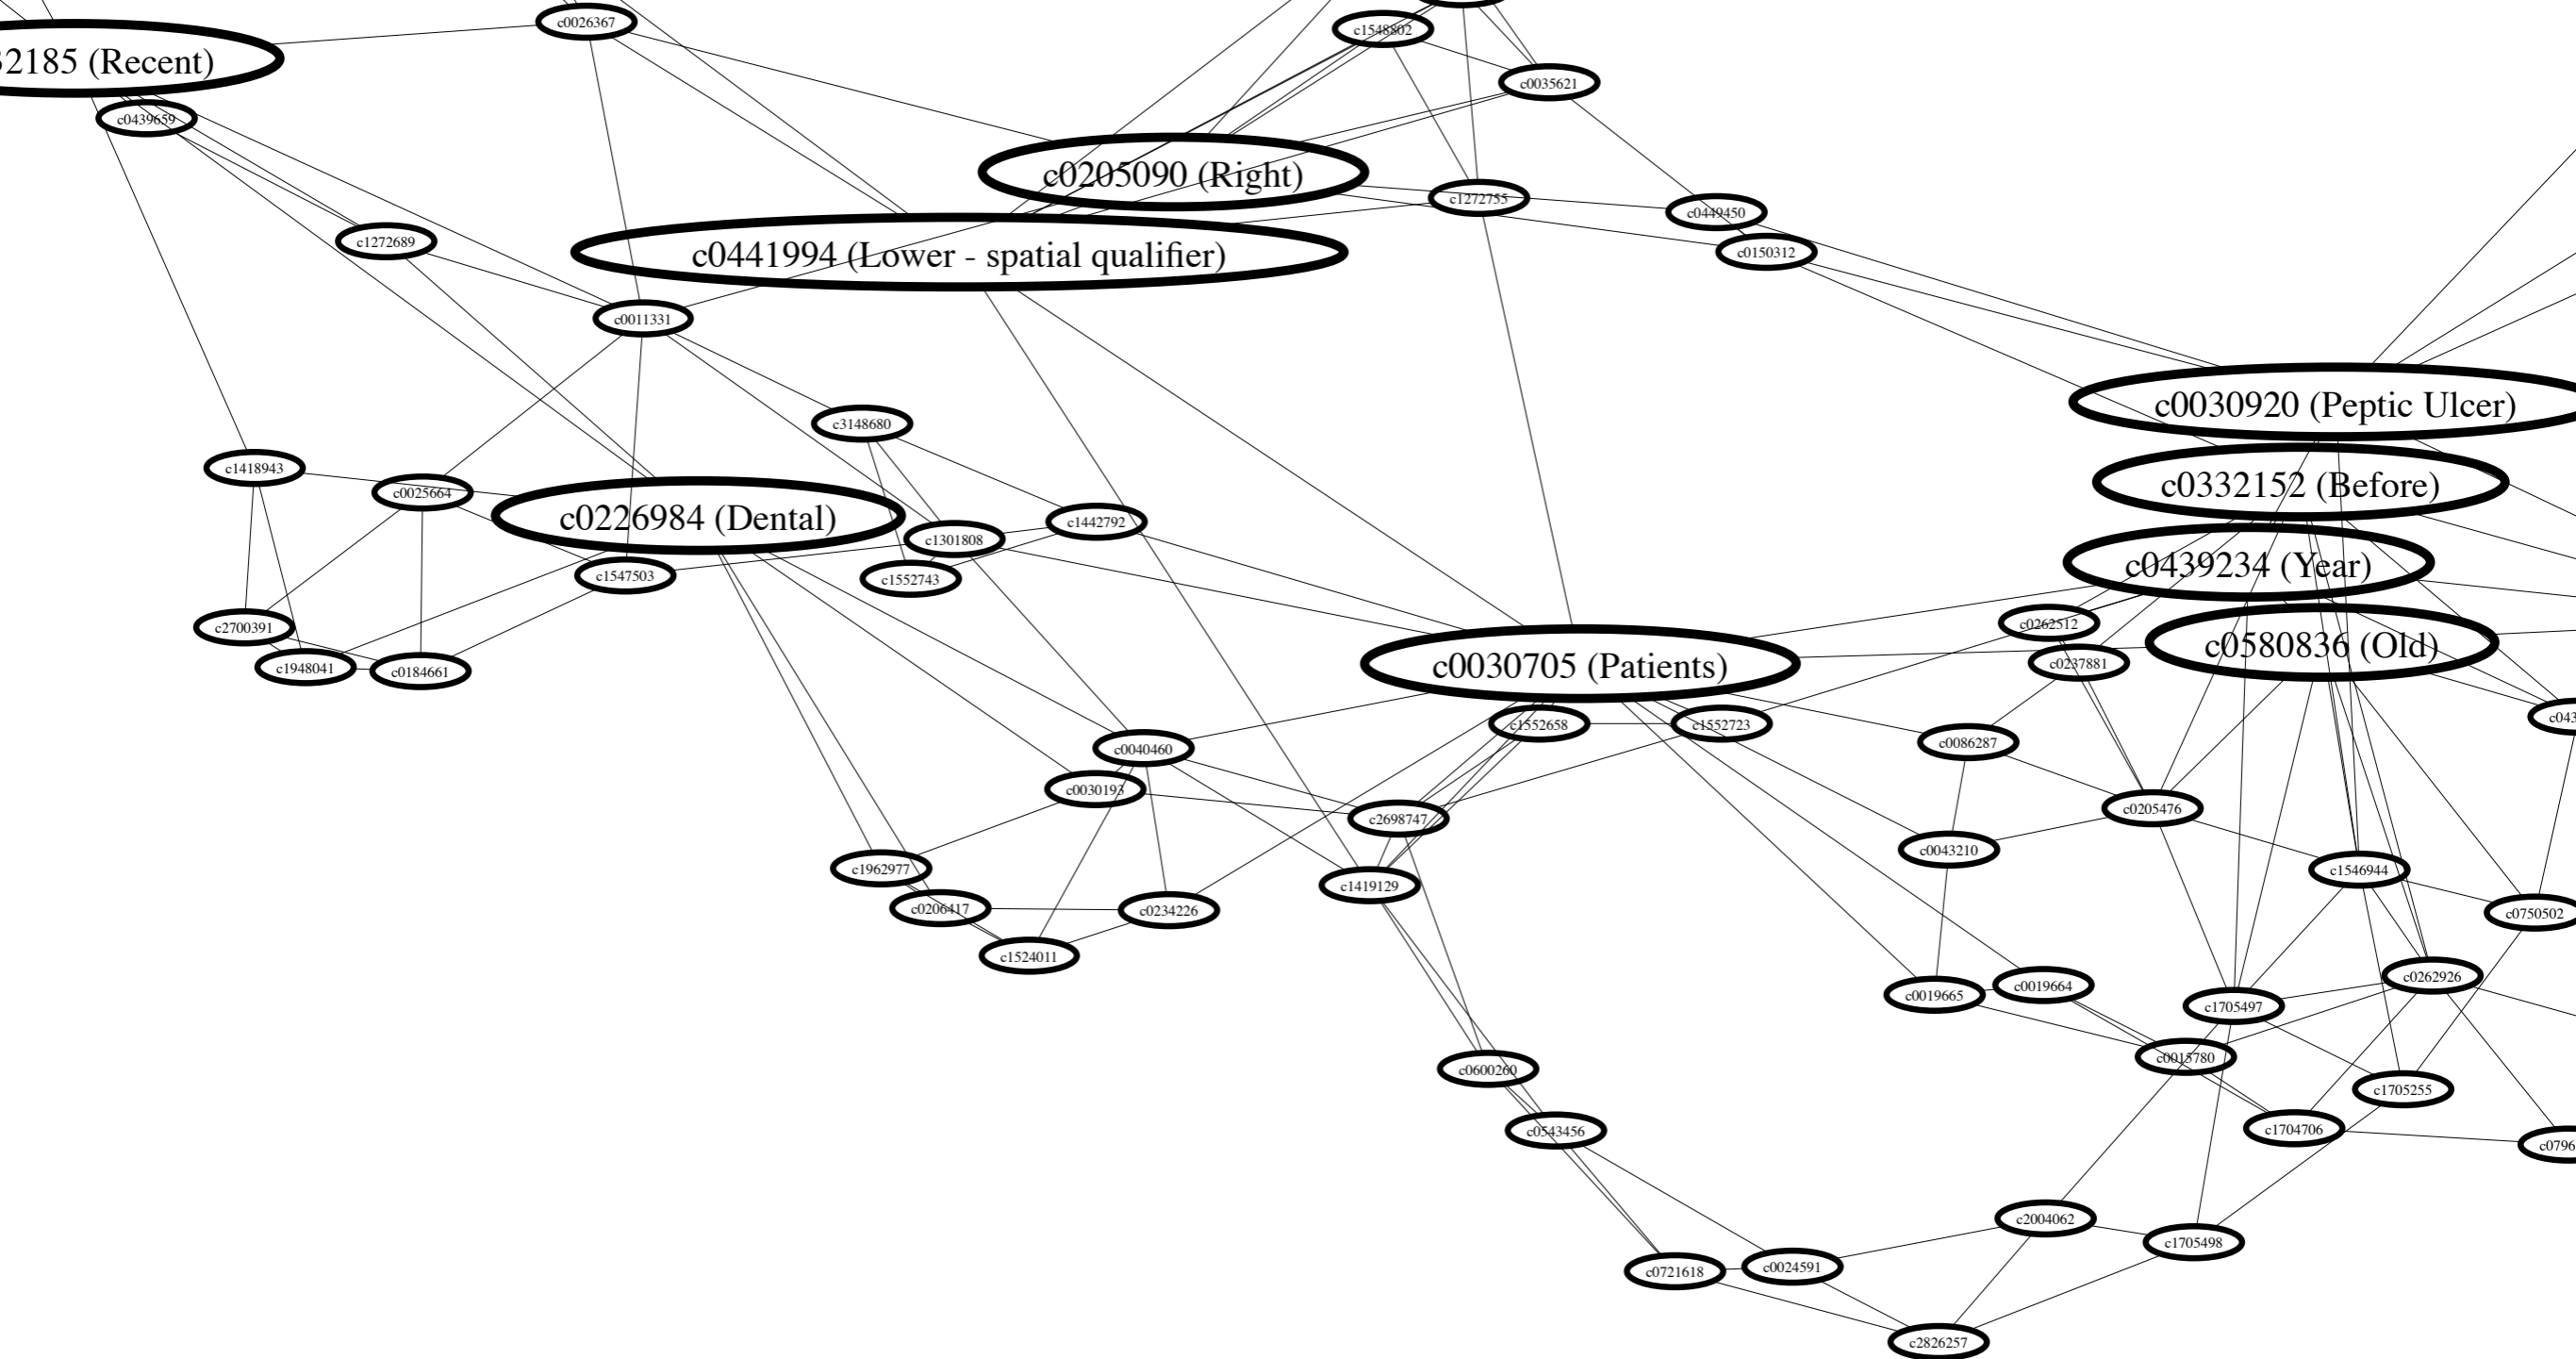 c0026367
c1548802
32185 (Recent)
c0035621
c0439659
c0205090 (Right)
c1272755
c0449450
c1272689
c0441994 (Lower - spatial qualifier)
c0150312
c0011331
c0030920 (Peptic Ulcer)
c3148680
c1418943
c0025664
c0332152 (Before)
c0226984 (Dental)
c1442792
c1301808
c1547503
c1552743
c0439234 (Year)
c2700391
c0262512
c1948041
c0184661
c0030705 (Patients)
c0237881
c0580836 (Old)
c043
c1552658
c1552723
c0040460
c0086287
c0030193
c2698747
c0205476
c0043210
c1962977
c1419129
c1546944
c0206417
c0234226
c0750502
c1524011
c0019665
c0019664
c0262926
c1705497
c0015780
c0600260
c1705255
c0543456
c1704706
c0796
c2004062
c1705498
c0721618
c0024591
c2826257